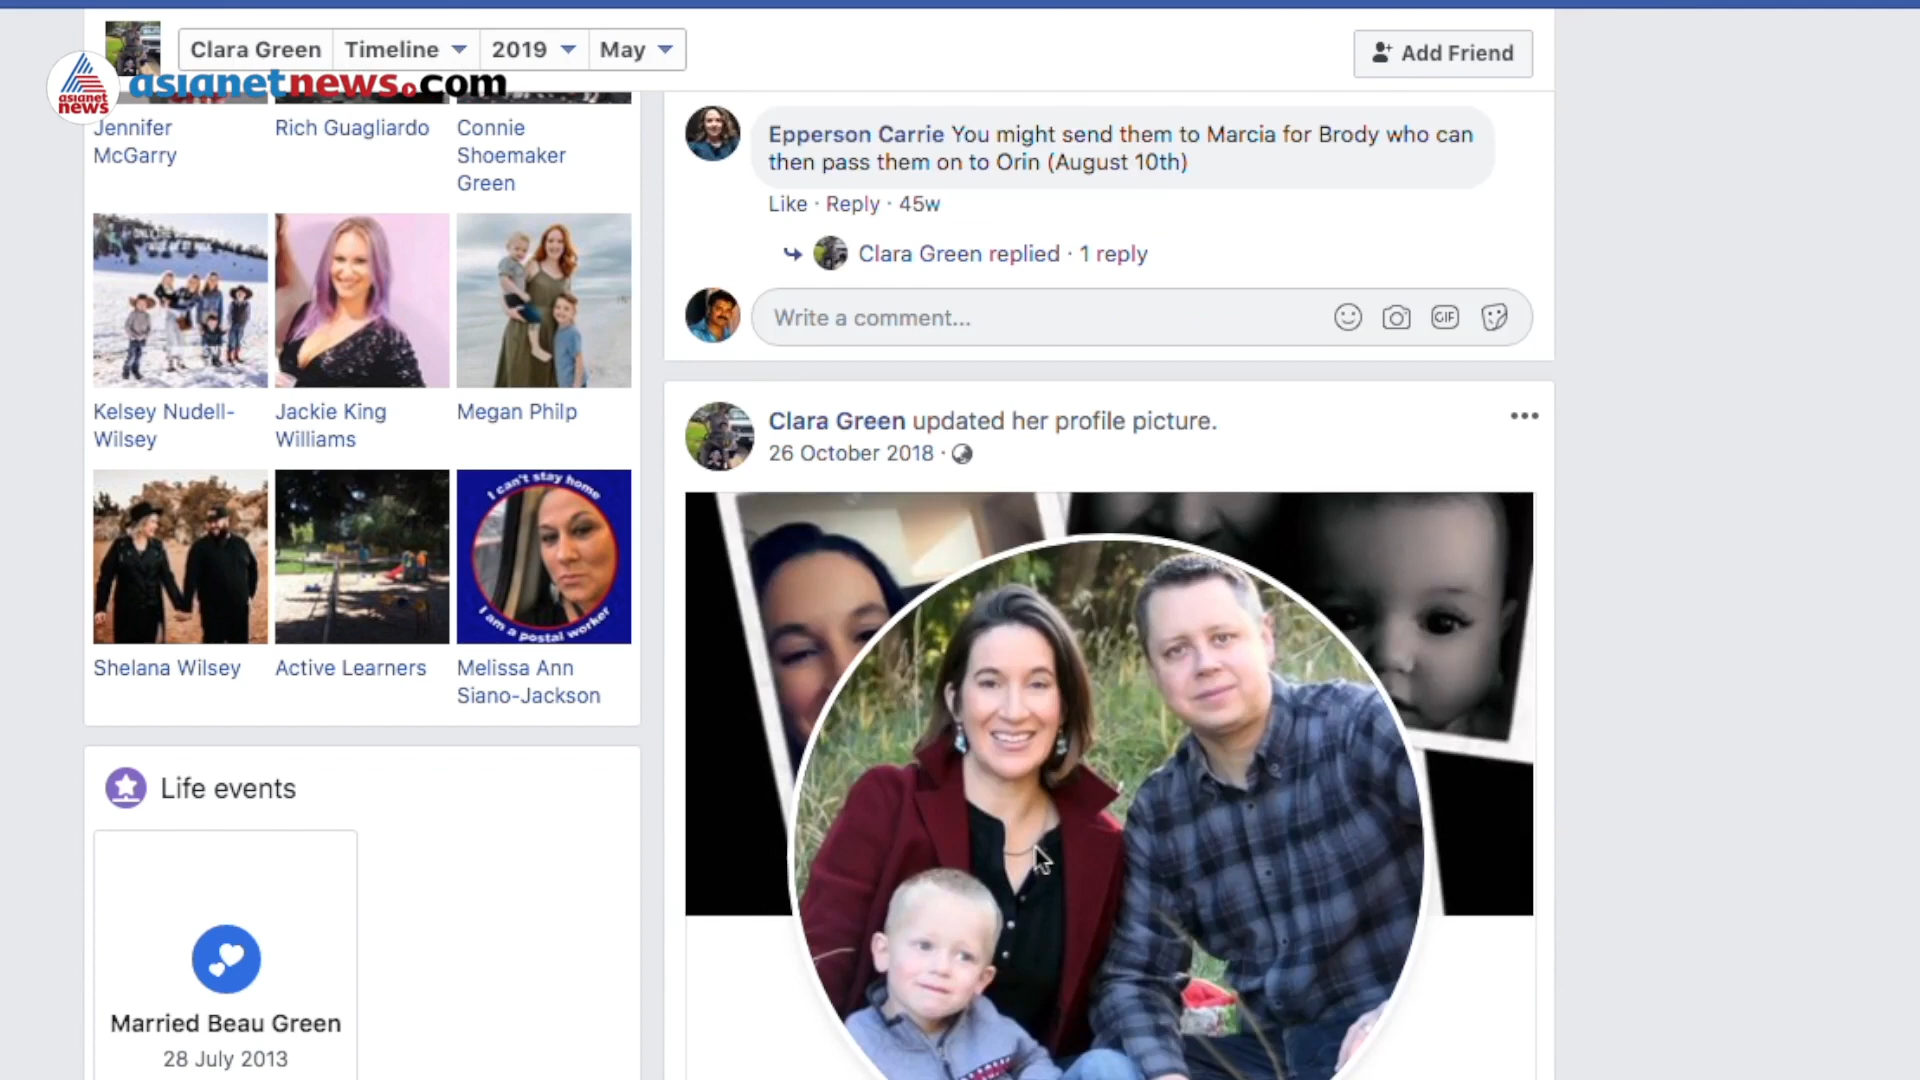 Clara Green
Timeline
2019
May
Add Friend
asianet
news
asianetnews.com
Jennifer
McGarry
Rich Guagliardo
Connie
Shoemaker
Green
Kelsey Nudell-
Wilsey
Jackie King
Williams
Megan Philp
I can't stay home
I am a postal worker
Shelana Wilsey
Active Learners
Melissa Ann
Siano-Jackson
Life events
Married Beau Green
28 July 2013
Epperson Carrie You might send them to Marcia for Brody who can
then pass them on to Orin (August 10th)
Like · Reply · 45w
Clara Green replied · 1 reply
Write a comment...
GIF
Clara Green updated her profile picture.
26 October 2018 ·